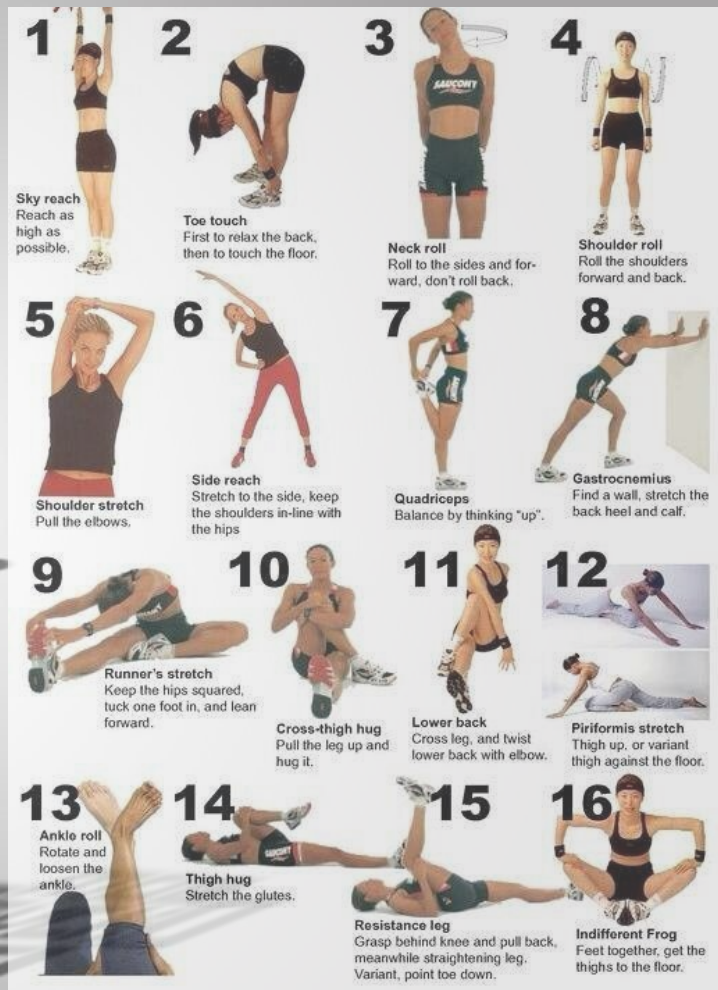 1
Sky reach
Reach as
high as
possible.
2
Toe touch
First to relax the back,
then to touch the floor.
3
SAUCONY
Neck roll
Roll to the sides and for-
ward, don't roll back.
4
Shoulder roll
Roll the shoulders
forward and back.
5
Shoulder stretch
Pull the elbows.
6
Side reach
Stretch to the side, keep
the shoulders in-line with
the hips
7
Quadriceps
Balance by thinking "up".
8
Gastrocnemius
Find a wall, stretch the
back heel and calf.
9
Runner's stretch
Keep the hips squared,
tuck one foot in, and lean
forward.
10
Cross-thigh hug
Pull the leg up and
hug it.
11
Lower back
Cross leg, and twist
lower back with elbow.
12
Piriformis stretch
Thigh up, or variant
thigh against the floor.
13
Ankle roll
Rotate and
loosen the
ankle.
14
SAUCONY
Thigh hug
Stretch the glutes.
15
Resistance leg
Grasp behind knee and pull back,
meanwhile straightening leg.
Variant, point toe down.
16
Indifferent Frog
Feet together, get the
thighs to the floor.